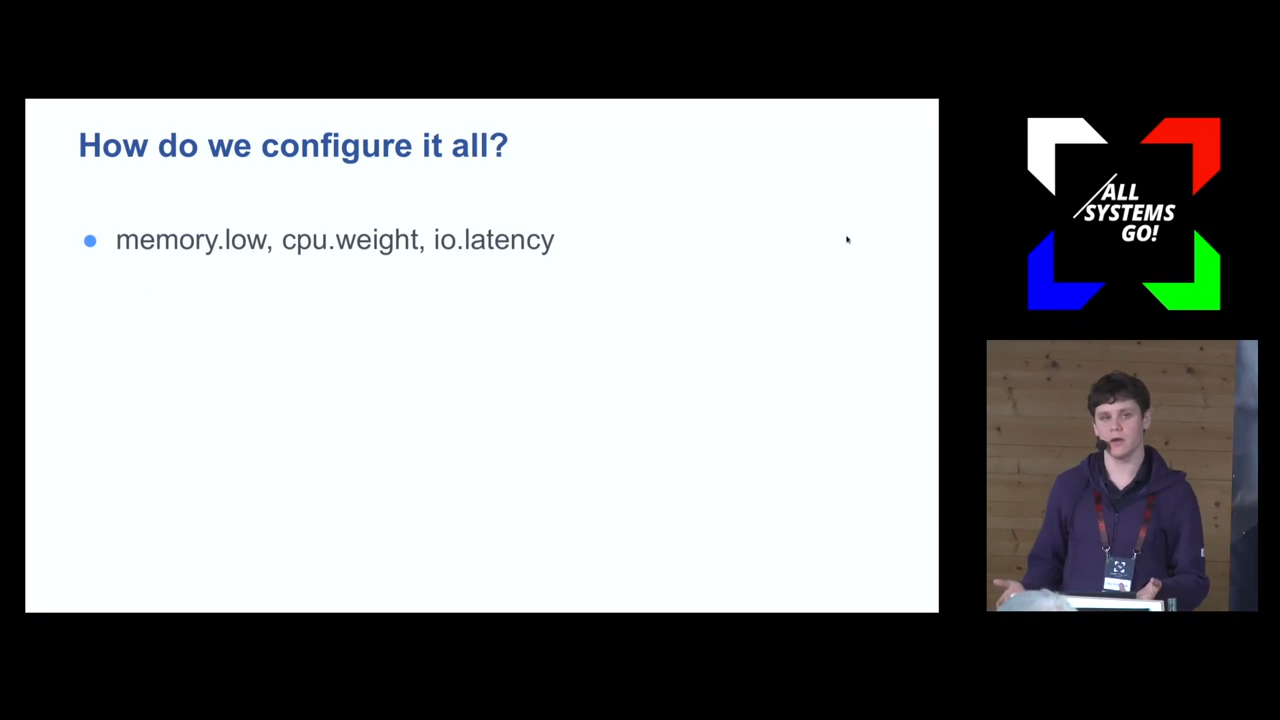 How do we configure it all?
memory.low, cpu.weight, io.latency
ALL
SYSTEMS
GO!